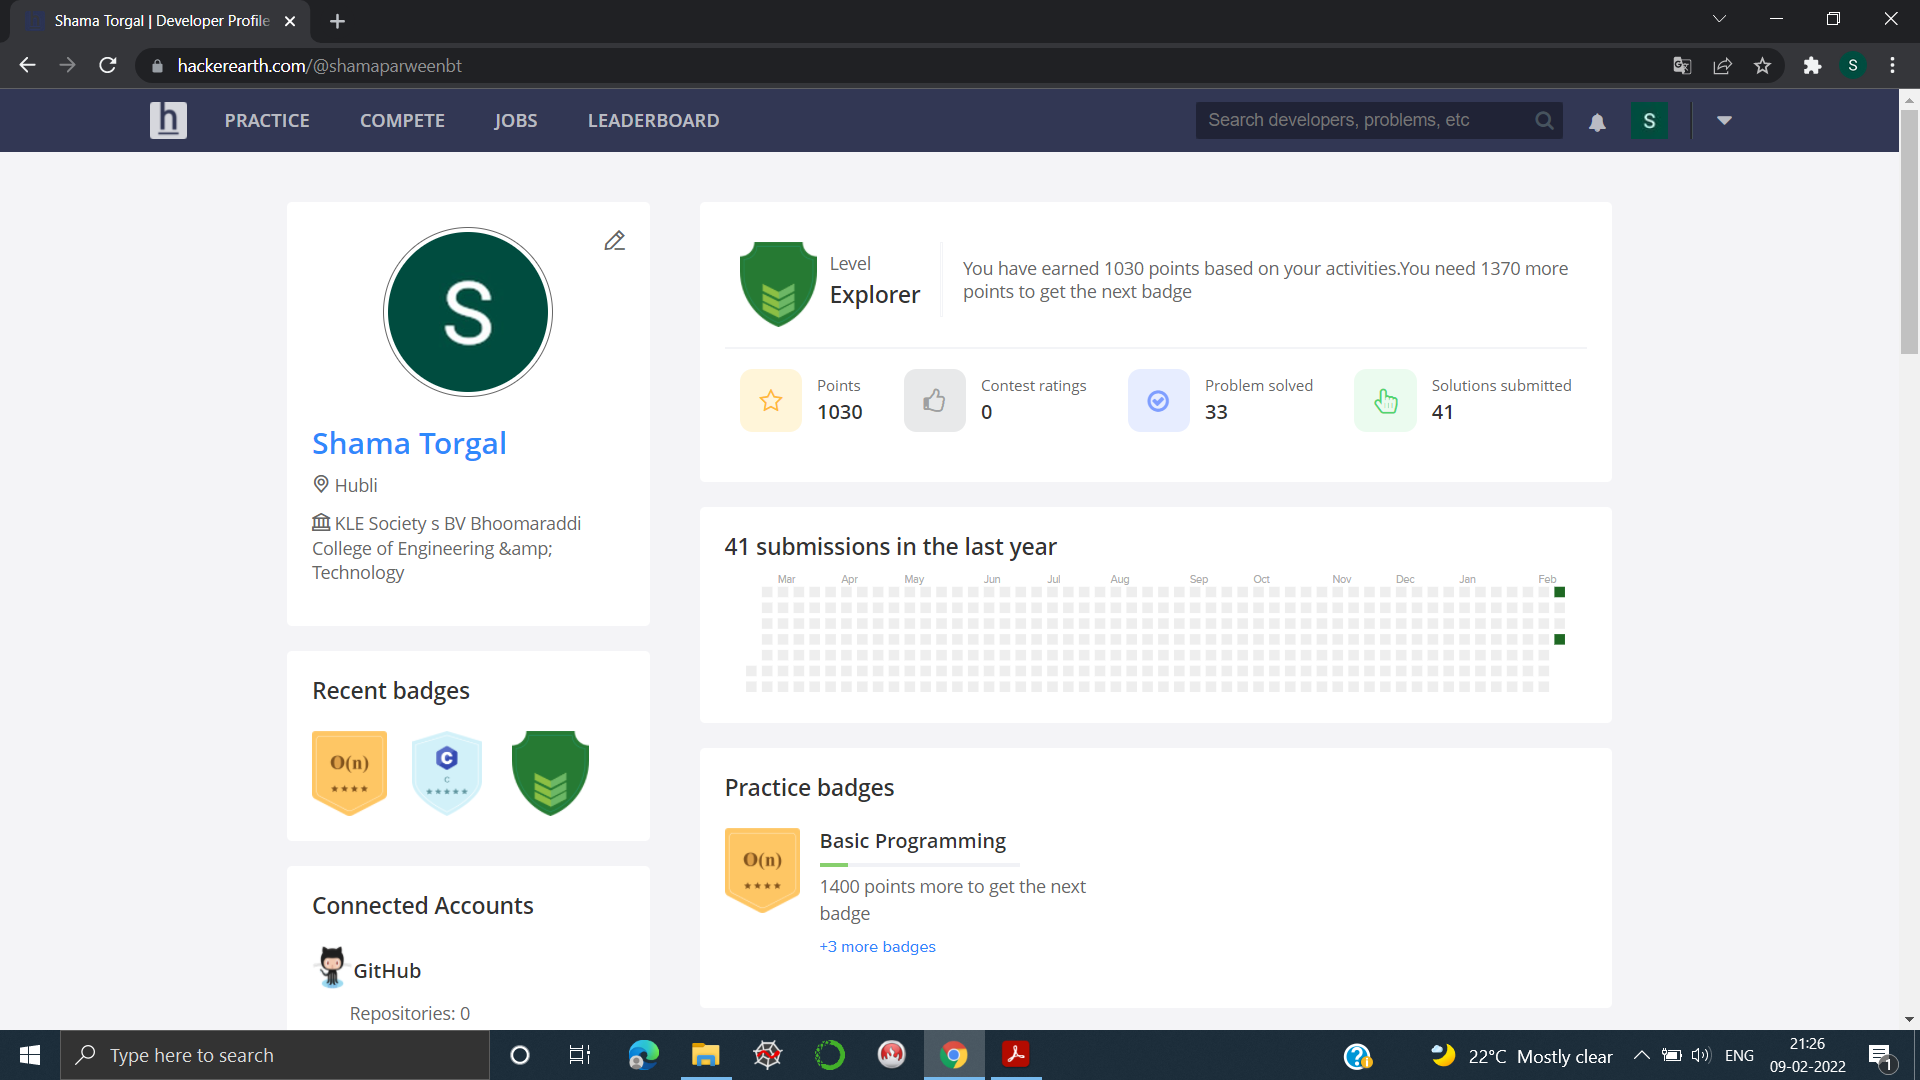 Shama Torgal | Developer Profile
hackerearth.com/@shamaparweenbt
S
h PRACTICE COMPETE JOBS LEADERBOARD
Search developers, problems, etc
S
S
Shama Torgal
Hubli
KLE Society s BV Bhoomaraddi
College of Engineering &amp;
Technology
Level
Explorer
You have earned 1030 points based on your activities.You need 1370 more
points to get the next badge
Points
1030
Contest ratings
0
Problem solved
33
Solutions submitted
41
41 submissions in the last year
Mar Apr May Jun Jul Aug Sep Oct Nov Dec Jan Feb
Recent badges
O(n)
C
C
Practice badges
O(n)
Basic Programming
1400 points more to get the next
badge
+3 more badges
Connected Accounts
GitHub
Repositories: 0
Type here to search
22°C Mostly clear
ENG
21:26
09-02-2022
1